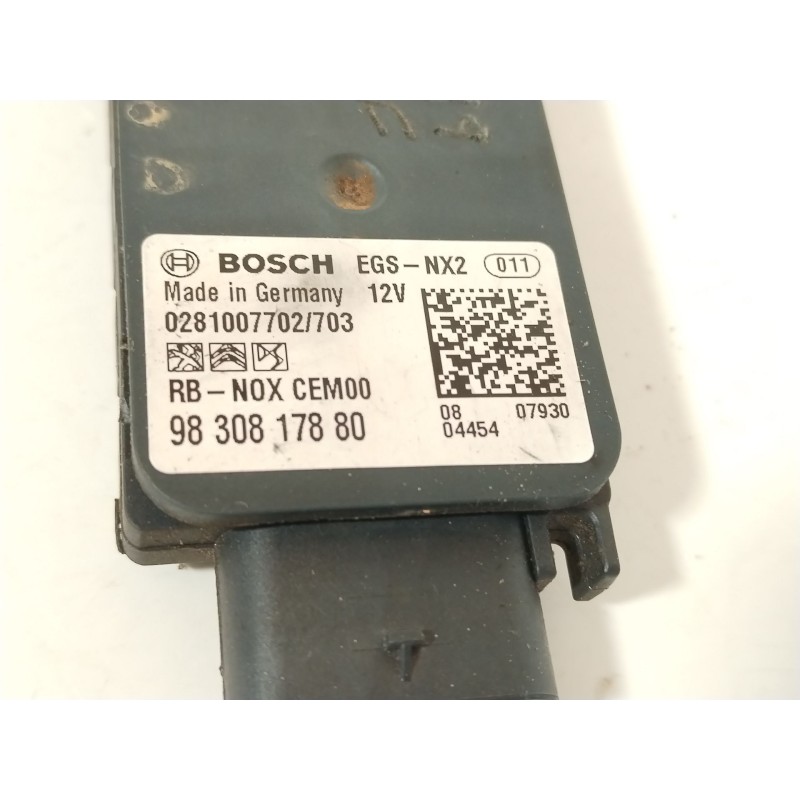 BOSCH EGS-NX2 011
Made in Germany 12V
0281007702/703
RB-NOX CEM00
98 308 178 80
08 07930
04454